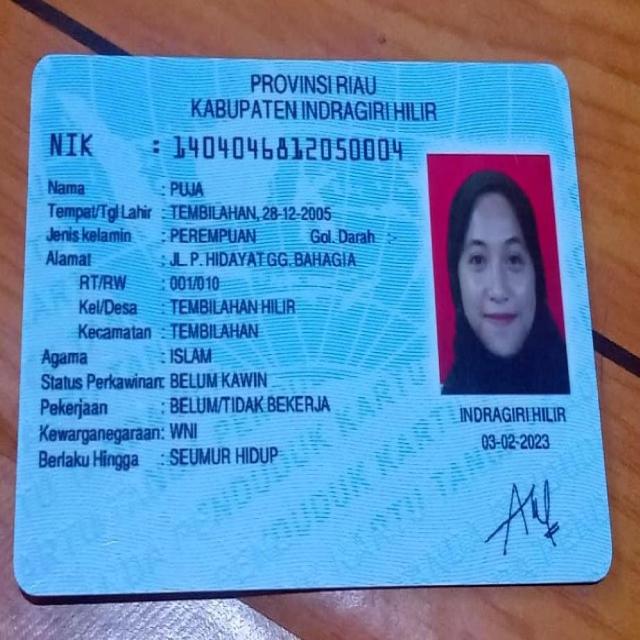 PROVINSI RIAU
KABUPATEN INDRAGIRI HILIR
NIK : 1404046812050004
Nama : PUJA
Tempat/Tgl Lahir : TEMBILAHAN, 28-12-2005
Jenis kelamin : PEREMPUAN Gol. Darah :-
Alamat : JL. P. HIDAYAT GG. BAHAGIA
RT/RW : 001/010
Kel/Desa : TEMBILAHAN HILIR
Kecamatan : TEMBILAHAN
Agama : ISLAM
Status Perkawinan: BELUM KAWIN
Pekerjaan : BELUM/TIDAK BEKERJA
Kewarganegaraan: WNI
Berlaku Hingga : SEUMUR HIDUP
INDRAGIRI HILIR
03-02-2023